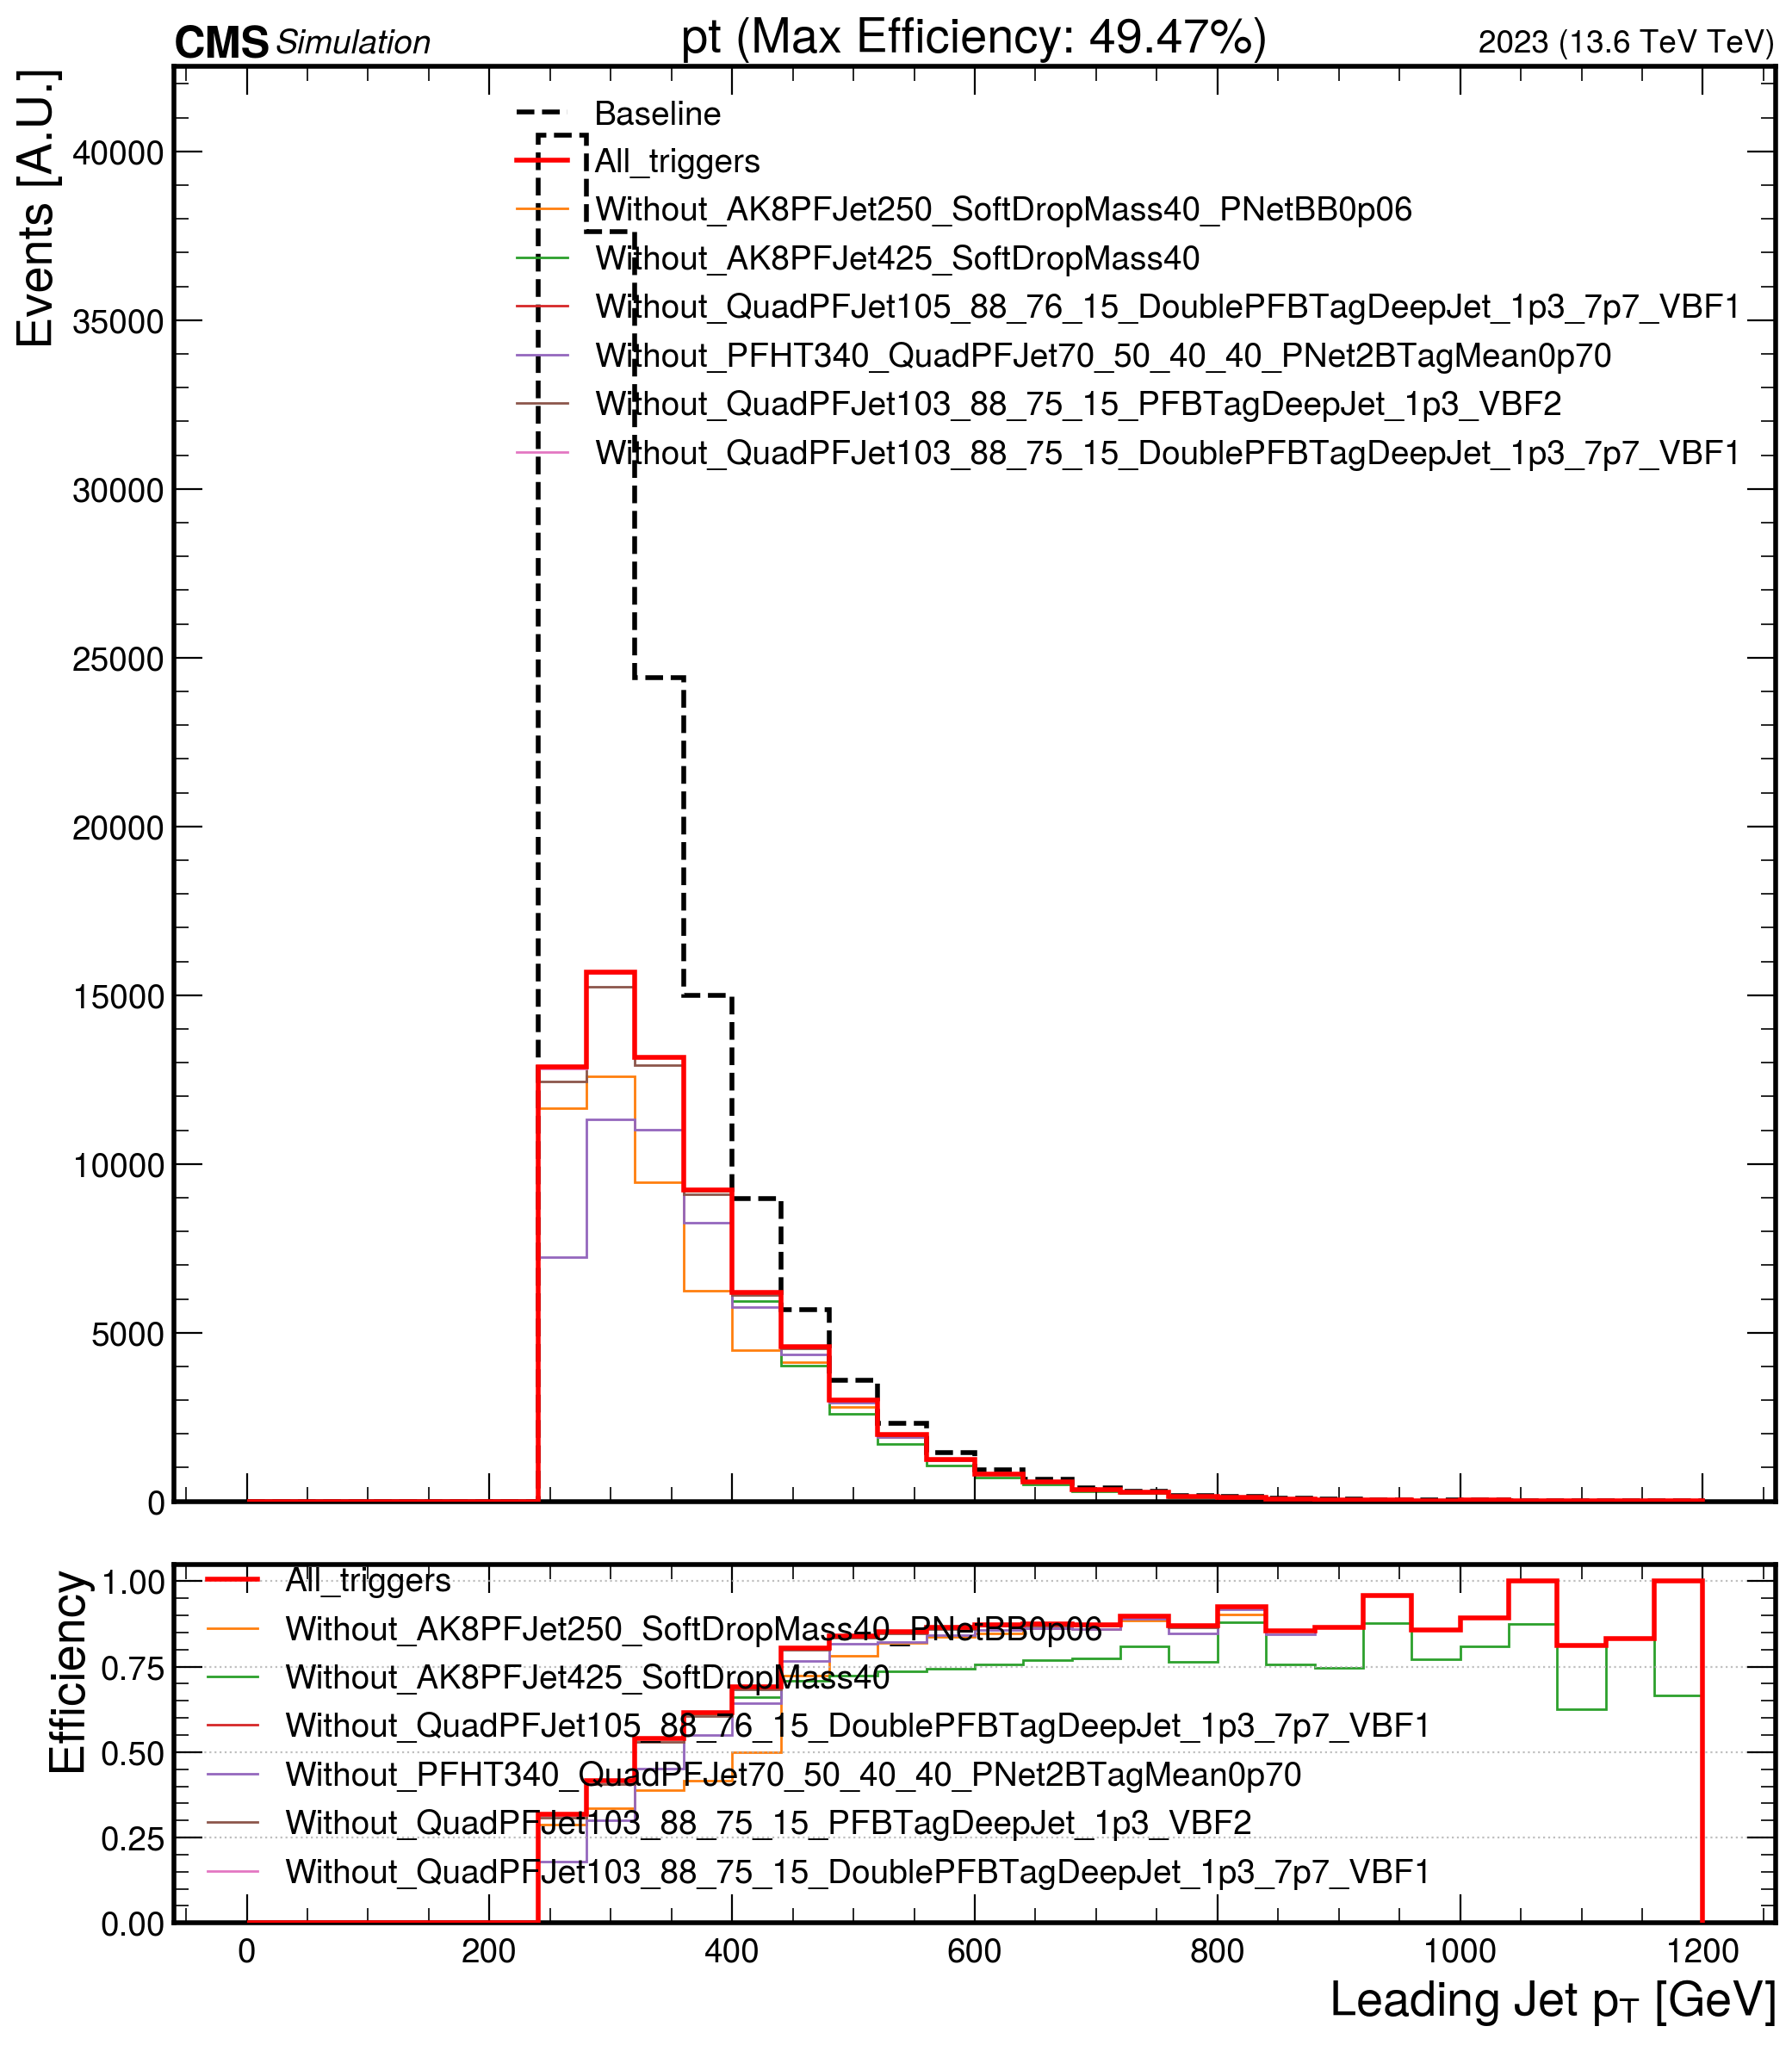 CMS Simulation pt (Max Efficiency: 49.47%) 2023 (13.6 TeV TeV)
Events [A.U.]
40000
35000
30000
25000
20000
15000
10000
5000
0
Baseline
All_triggers
Without_AK8PFJet250_SoftDropMass40_PNetBB0p06
Without_AK8PFJet425_SoftDropMass40
Without_QuadPFJet105_88_76_15_DoublePFBTagDeepJet_1p3_7p7_VBF1
Without_PFHT340_QuadPFJet70_50_40_40_PNet2BTagMean0p70
Without_QuadPFJet103_88_75_15_PFBTagDeepJet_1p3_VBF2
Without_QuadPFJet103_88_75_15_DoublePFBTagDeepJet_1p3_7p7_VBF1
Efficiency
1.00
0.75
0.50
0.25
0.00
All_triggers
Without_AK8PFJet250_SoftDropMass40_PNetBB0p06
Without_AK8PFJet425_SoftDropMass40
Without_QuadPFJet105_88_76_15_DoublePFBTagDeepJet_1p3_7p7_VBF1
Without_PFHT340_QuadPFJet70_50_40_40_PNet2BTagMean0p70
Without_QuadPFJet103_88_75_15_PFBTagDeepJet_1p3_VBF2
Without_QuadPFJet103_88_75_15_DoublePFBTagDeepJet_1p3_7p7_VBF1
0 200 400 600 800 1000 1200
Leading Jet pT [GeV]